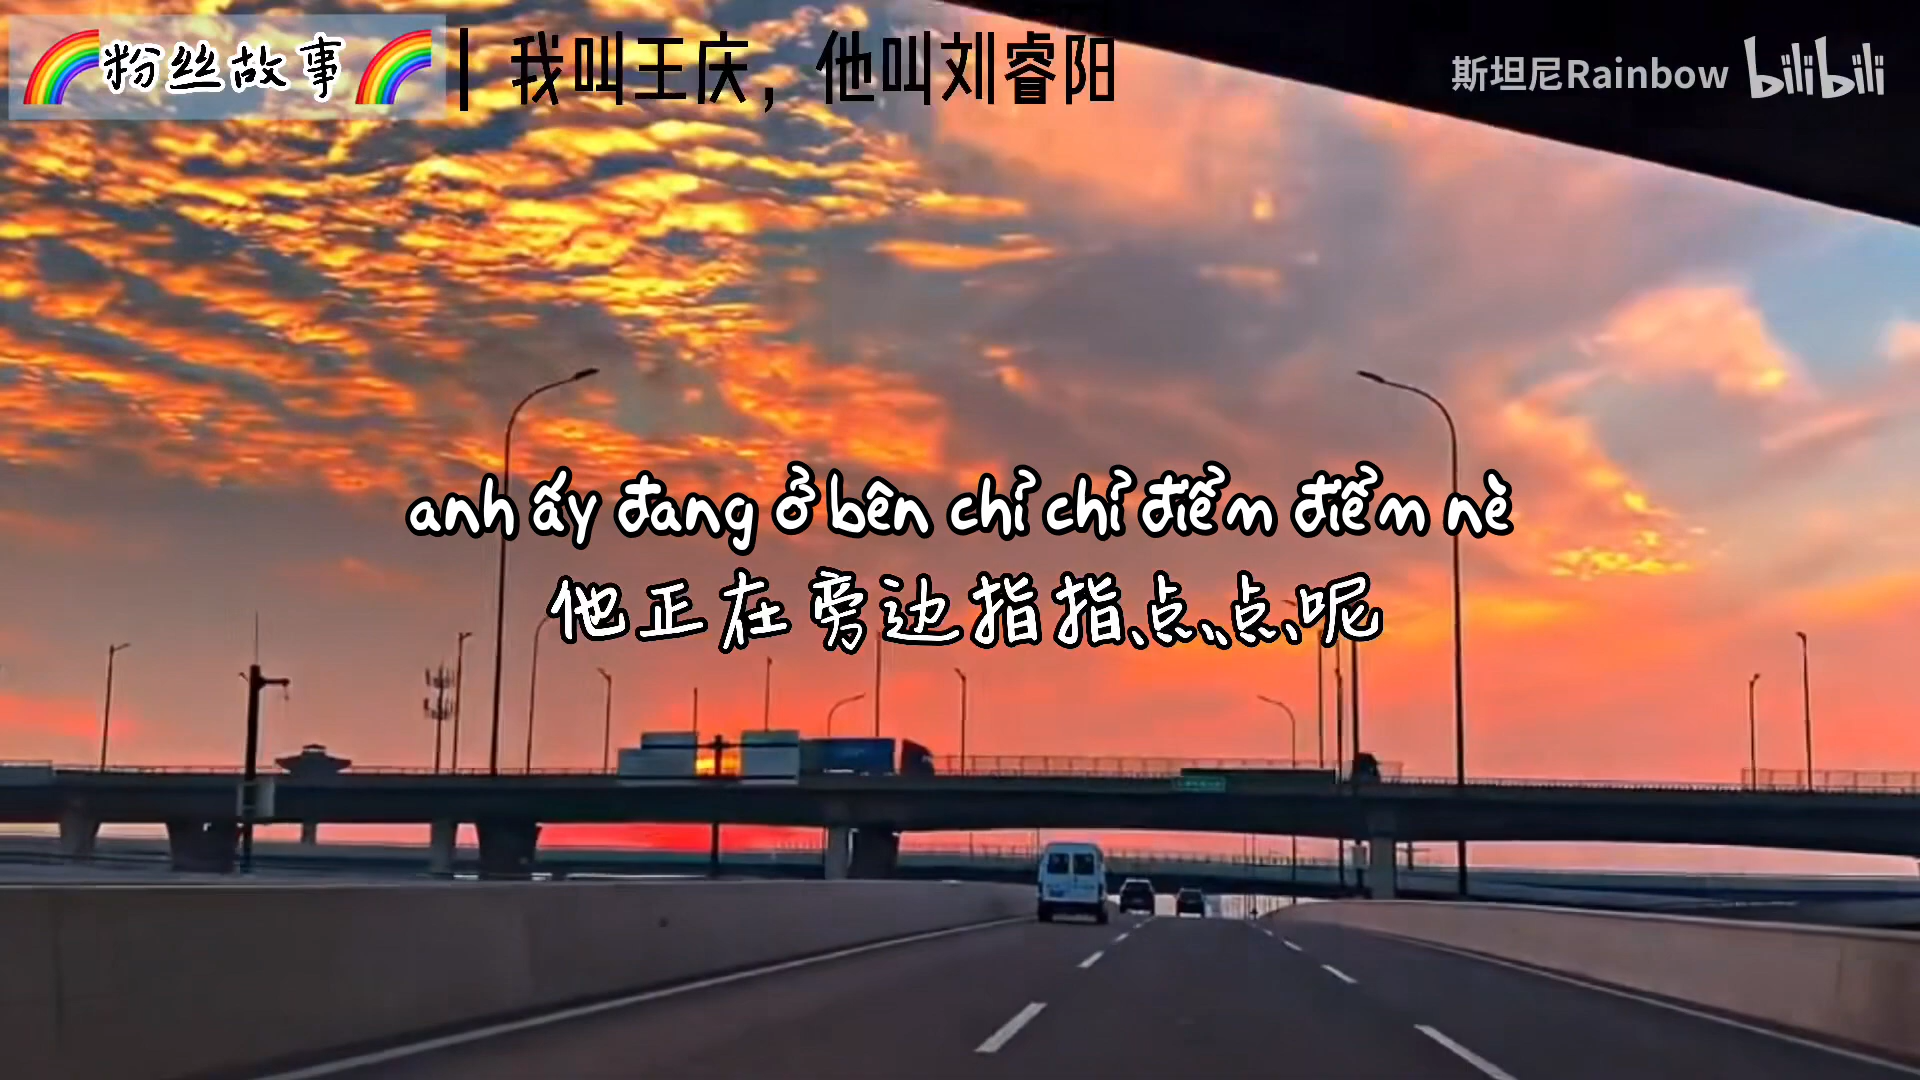 粉丝故事 | 我叫王庆，他叫刘睿阳
斯坦尼Rainbow bilibili
anh ấy đang ở bên chỉ chỉ điểm điểm nè
他正在旁边指指点点呢